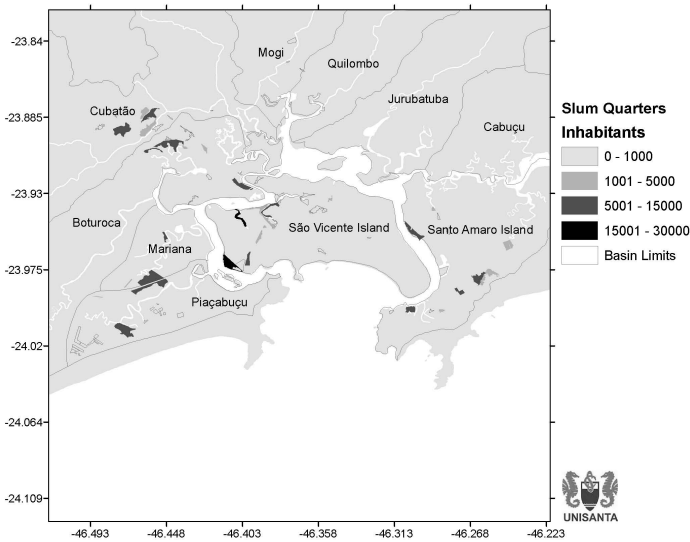 -23.84
-23.885
-23.93
-23.975
-24.02
-24.064
-24.109
-46.493
-46.448
-46.403
-46.358
-46.313
-46.268
-46.223
Mogi
Quilombo
Jurubatuba
Cabuçu
Cubatão
Boturoca
Mariana
São Vicente Island
Santo Amaro Island
Piaçabuçu
Slum Quarters
Inhabitants
0 - 1000
1001 - 5000
5001 - 15000
15001 - 30000
Basin Limits
UNISANTA